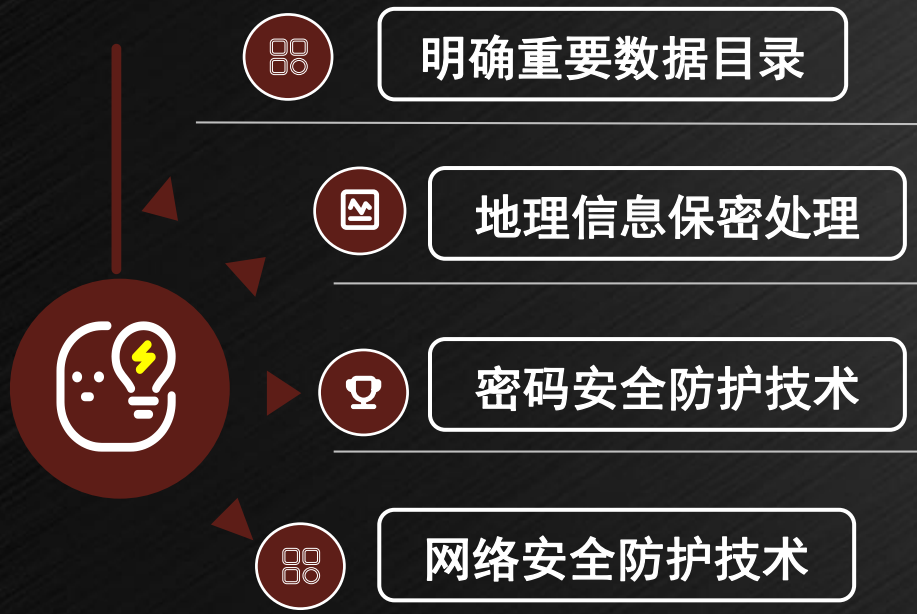 明确重要数据目录
地理信息保密处理
密码安全防护技术
网络安全防护技术